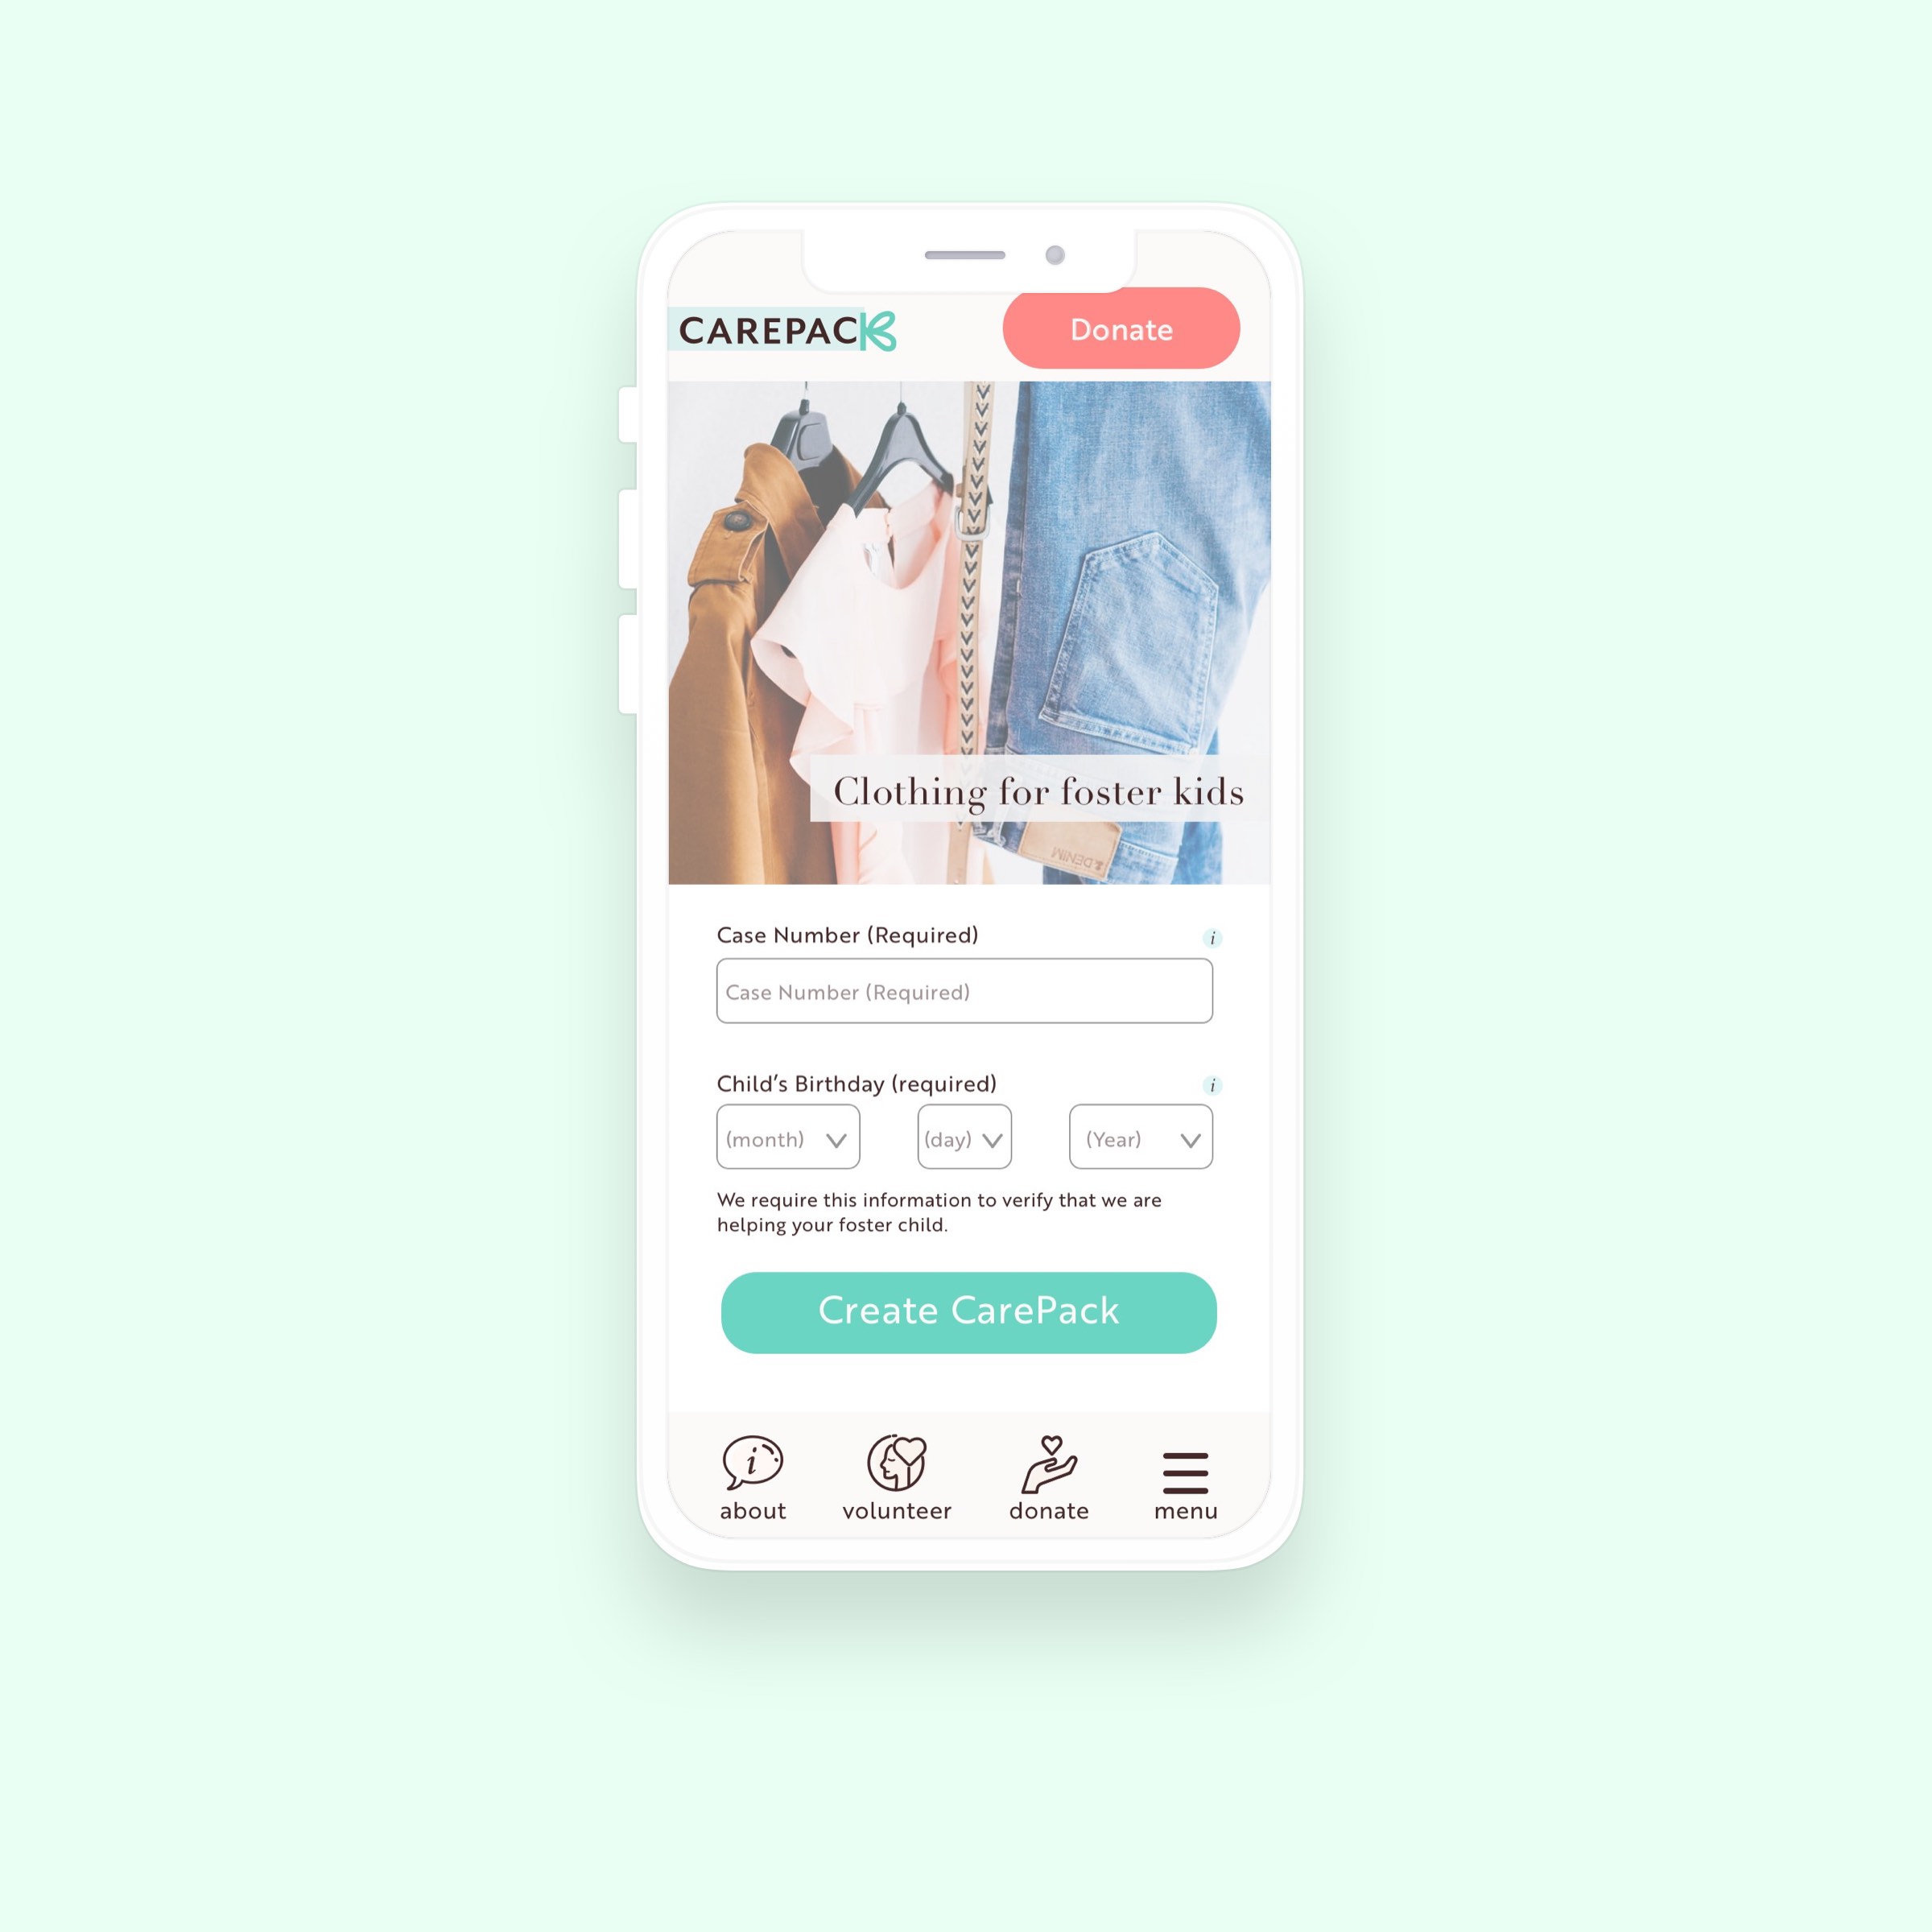 CAREPACK
Donate
Clothing for foster kids
DENIM
Case Number (Required)
i
Case Number (Required)
Child's Birthday (required)
i
(month)
(day)
(Year)
We require this information to verify that we are
helping your foster child.
Create CarePack
i
about
volunteer
donate
menu